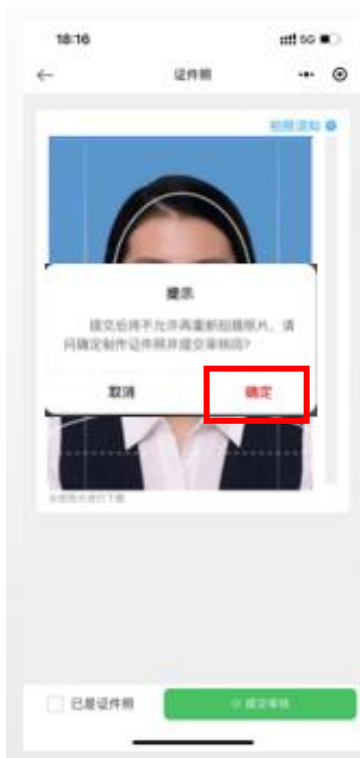 18:16
5G
证件照
拍照须知
提示
提交后将不允许再重新拍摄照片,请
问确定制作证件照并提交审核吗?
取消
确定
已是证件照
提交审核